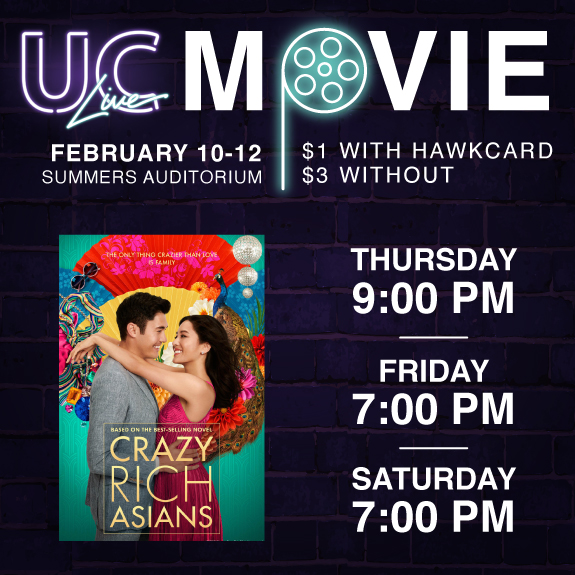 UC Live MOVIE
FEBRUARY 10-12
SUMMERS AUDITORIUM
$1 WITH HAWKCARD
$3 WITHOUT
THE ONLY THING CRAZIER THAN LOVE
IS FAMILY
BASED ON THE BEST-SELLING NOVEL
CRAZY
RICH
ASIANS
THURSDAY
9:00 PM
FRIDAY
7:00 PM
SATURDAY
7:00 PM